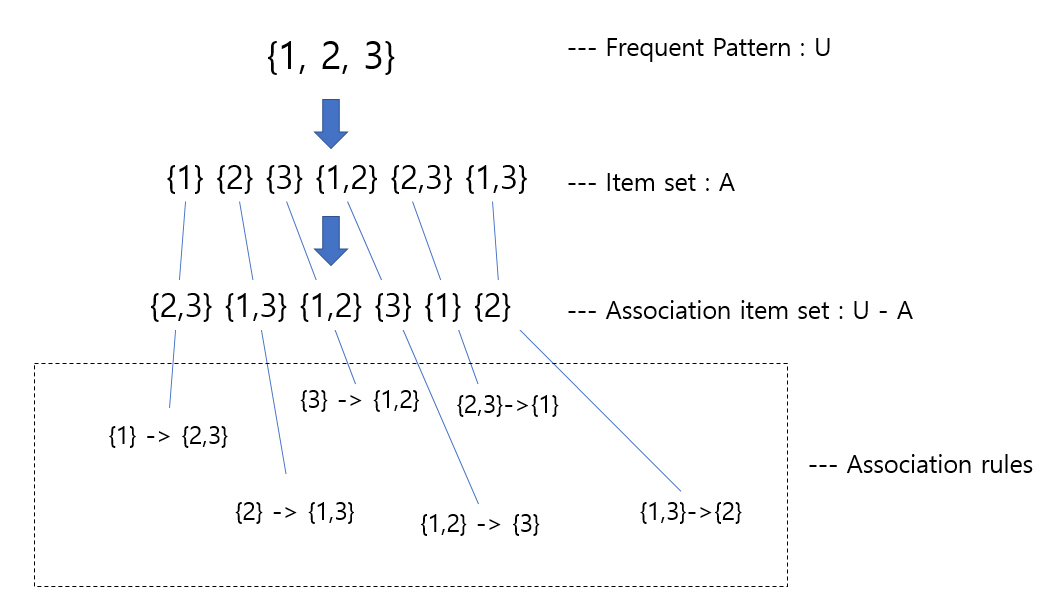 {1, 2, 3} --- Frequent Pattern : U
{1} {2} {3} {1,2} {2,3} {1,3} --- Item set : A
{2,3} {1,3} {1,2} {3} {1} {2} --- Association item set : U - A
{3} -> {1,2} {2,3}->{1}
{1} -> {2,3}
--- Association rules
{2} -> {1,3} {1,2} -> {3} {1,3}->{2}